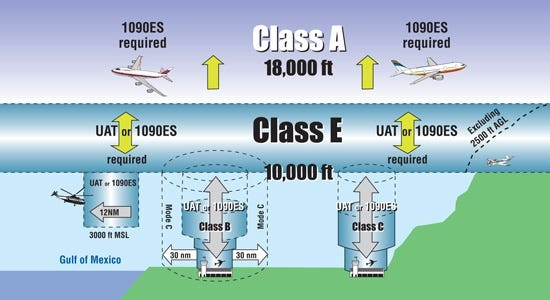 1090ES
required
Class A
18,000 ft
1090ES
required
UAT or 1090ES
required
Class E
10,000 ft
UAT or 1090ES
required
Excluding
2500 ft AGL
UAT or 1090ES
12NM
3000 ft MSL
Gulf of Mexico
Mode C
UAT or 1090ES
Class B
Mode C
30 nm
30 nm
UAT or 1090ES
Class C